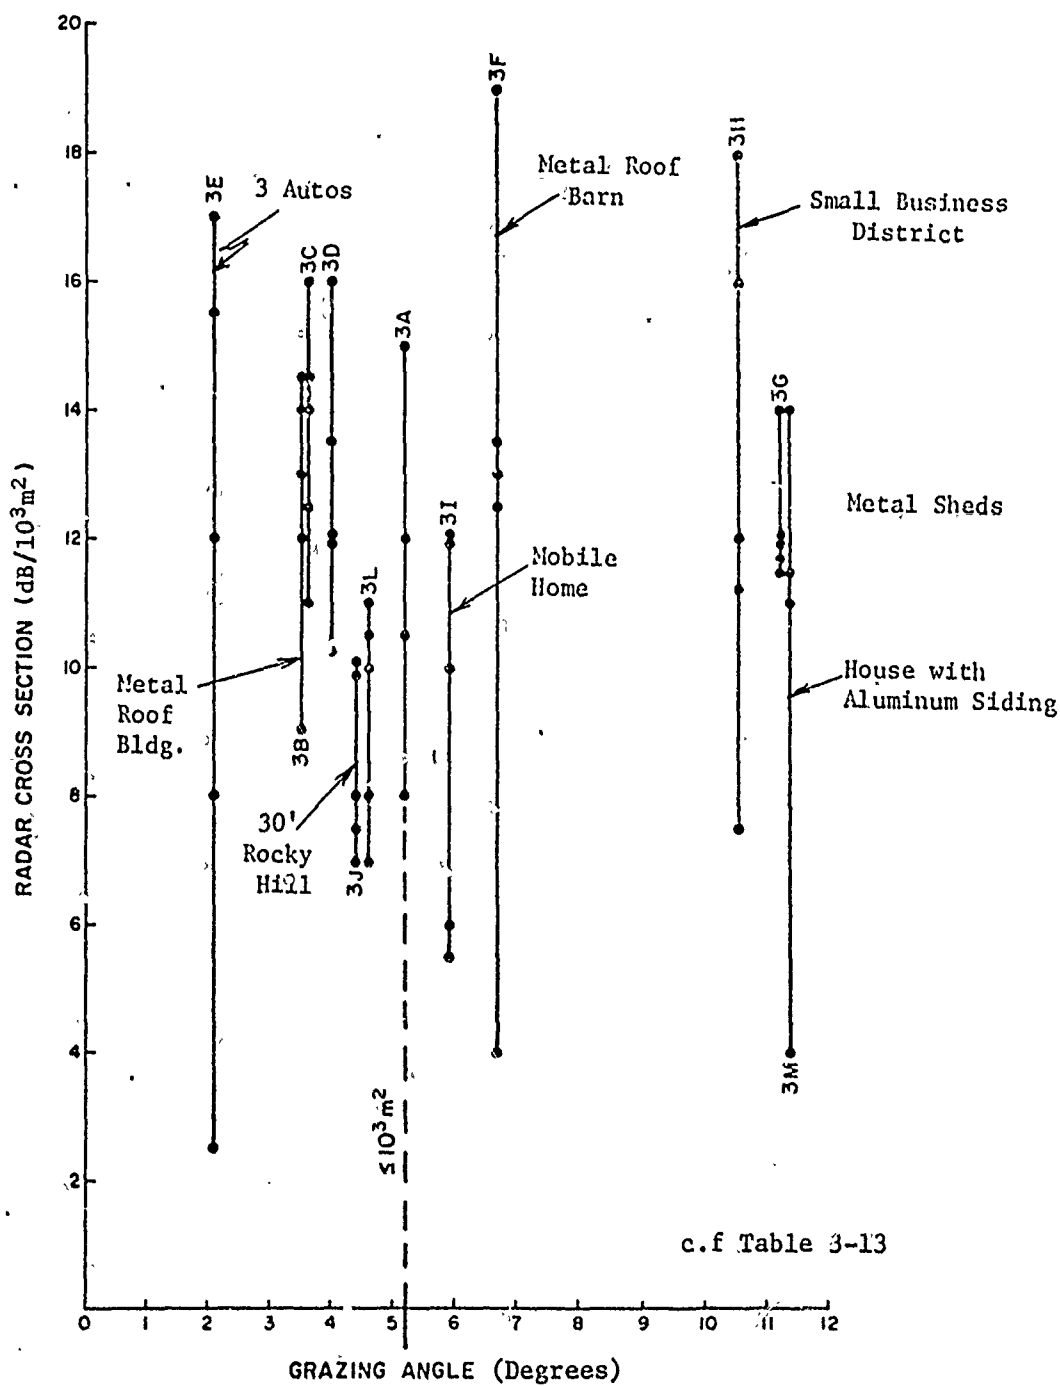 20
18
16
14
12
10
8
6
4
2
RADAR CROSS SECTION (dB/10³m²)
3E
3 Autos
3C
3D
3A
3F
Metal Roof
Barn
3H
Small Business
District
3G
Metal Sheds
3I
Mobile
Home
3L
Metal
Roof
Bldg.
3B
30'
Rocky
Hill
3J
House with
Aluminum Siding
3M
≤10³m²
c.f Table 3-13
0 1 2 3 4 5 6 7 8 9 10 11 12
GRAZING ANGLE (Degrees)